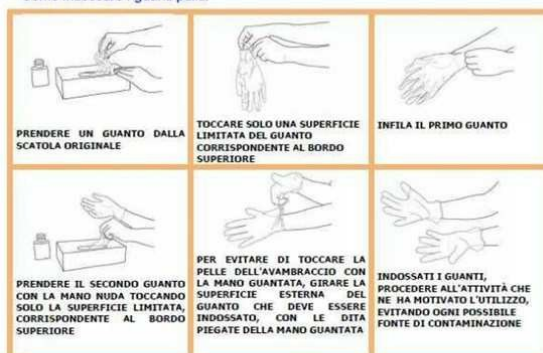 PRENDERE UN GUANTO DALLA
SCATOLA ORIGINALE
TOCCARE SOLO UNA SUPERFICIE
LIMITATA DEL GUANTO
CORRISPONDENTE AL BORDO
SUPERIORE
INFILA IL PRIMO GUANTO
PRENDERE IL SECONDO GUANTO
CON LA MANO NUDA TOCCANDO
SOLO LA SUPERFICIE LIMITATA,
CORRISPONDENTE AL BORDO
SUPERIORE
PER EVITARE DI TOCCARE LA
PELLE DELL'AVAMBRACCIO CON
LA MANO GUANTATA, GIRARE LA
SUPERFICIE ESTERNA DEL
GUANTO CHE DEVE ESSERE
INDOSSATO, CON LE DITA
PIEGATE DELLA MANO GUANTATA
INDOSSATI I GUANTI,
PROCEDERE ALL'ATTIVITÀ CHE
NE HA MOTIVATO L'UTILIZZO,
EVITANDO OGNI POSSIBILE
FONTE DI CONTAMINAZIONE